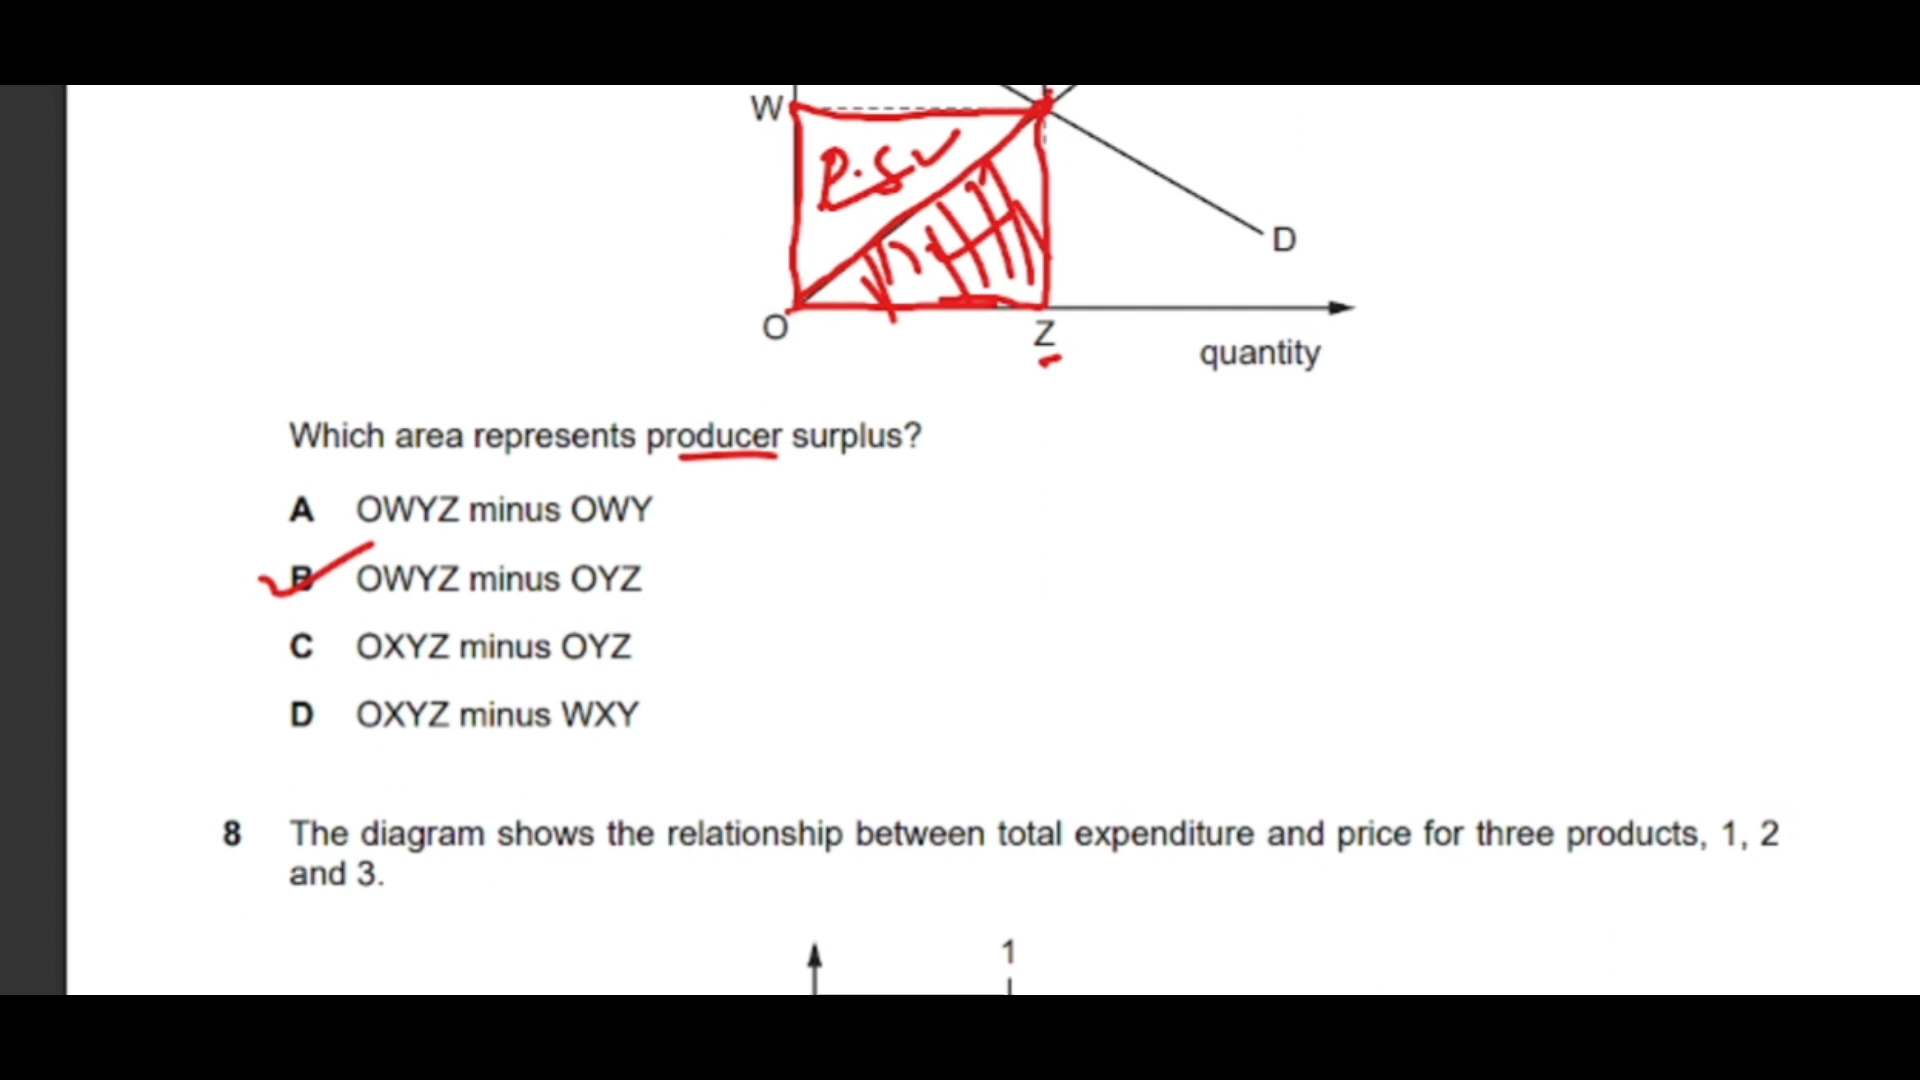 W
P.S
D
O
Z
quantity
Which area represents producer surplus?
A OWYZ minus OWY
B OWYZ minus OYZ
C OXYZ minus OYZ
D OXYZ minus WXY
8 The diagram shows the relationship between total expenditure and price for three products, 1, 2
and 3.
1